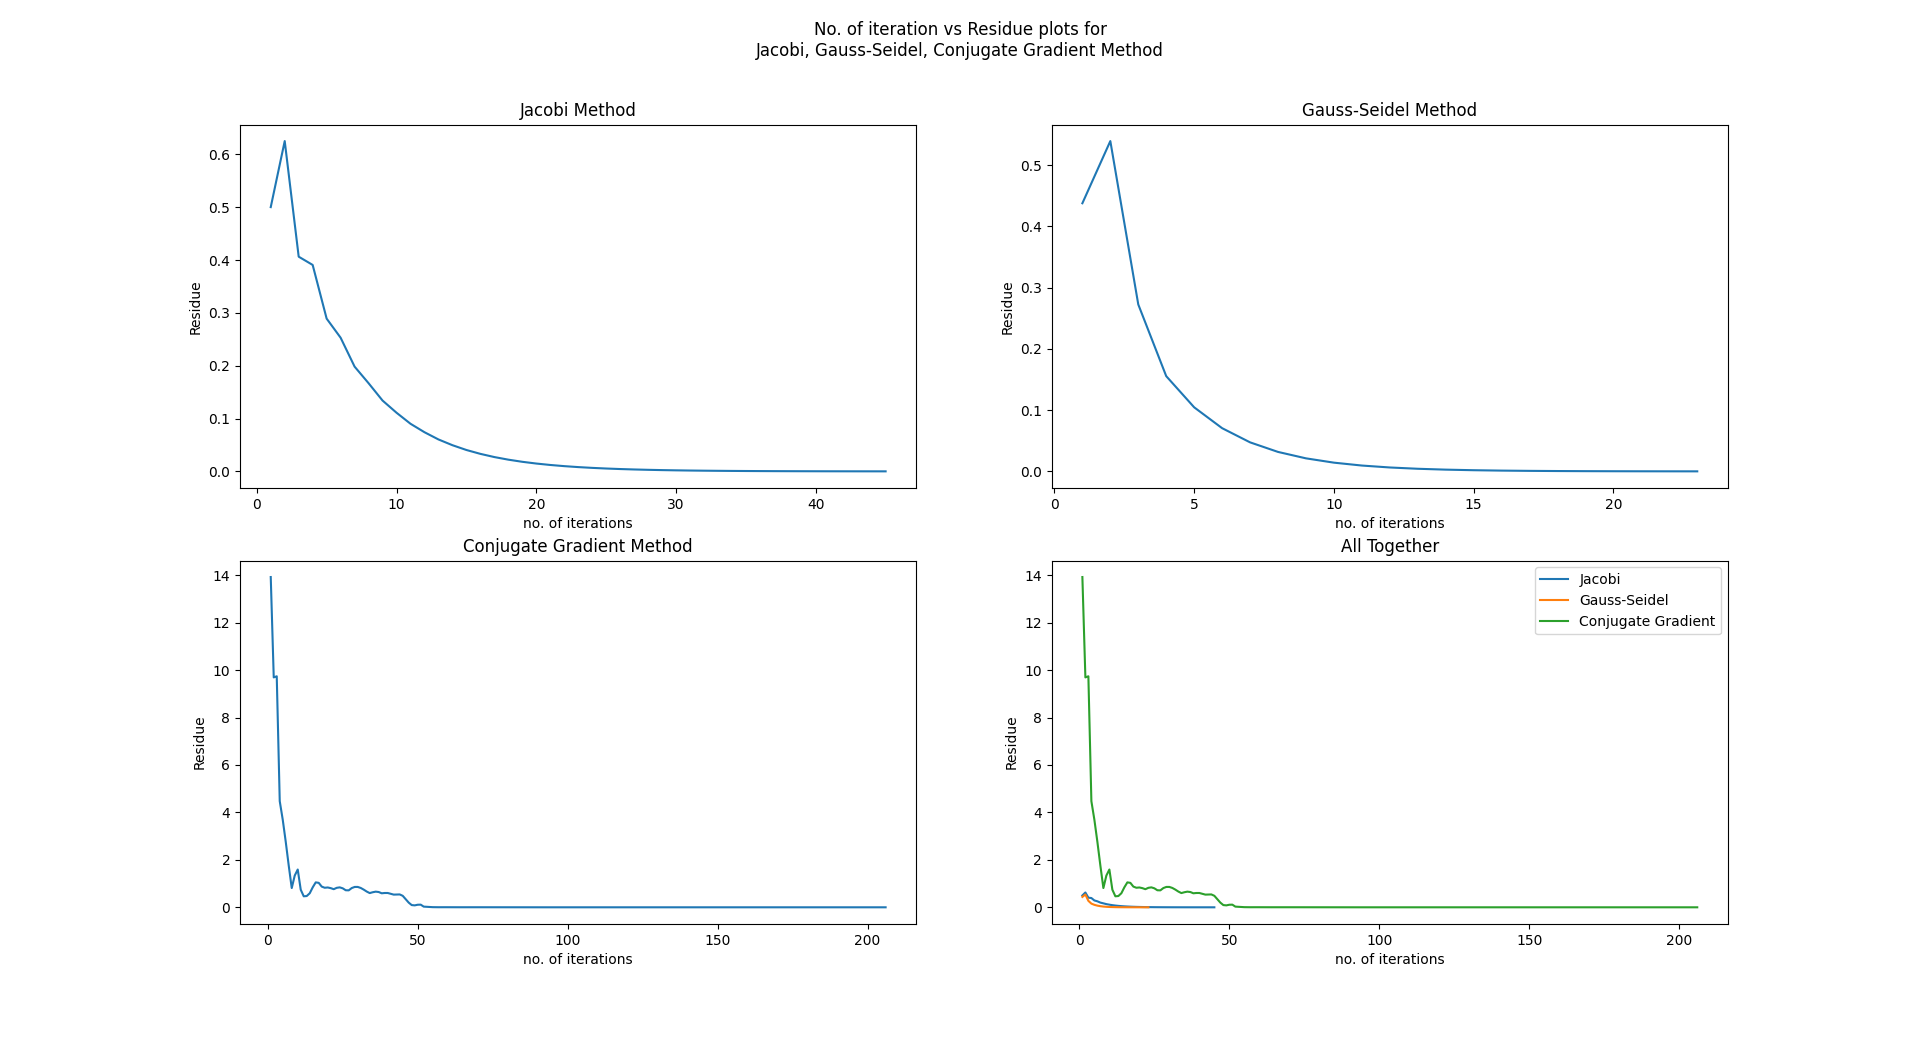 No. of iteration vs Residue plots for
Jacobi, Gauss-Seidel, Conjugate Gradient Method
Jacobi Method
0.6
0.5
0.4
0.3
0.2
0.1
0.0
Residue
0 10 20 30 40
no. of iterations
Gauss-Seidel Method
0.5
0.4
0.3
0.2
0.1
0.0
Residue
0 5 10 15 20
no. of iterations
Conjugate Gradient Method
14
12
10
8
6
4
2
0
Residue
0 50 100 150 200
no. of iterations
All Together
14
12
10
8
6
4
2
0
Residue
Jacobi
Gauss-Seidel
Conjugate Gradient
0 50 100 150 200
no. of iterations